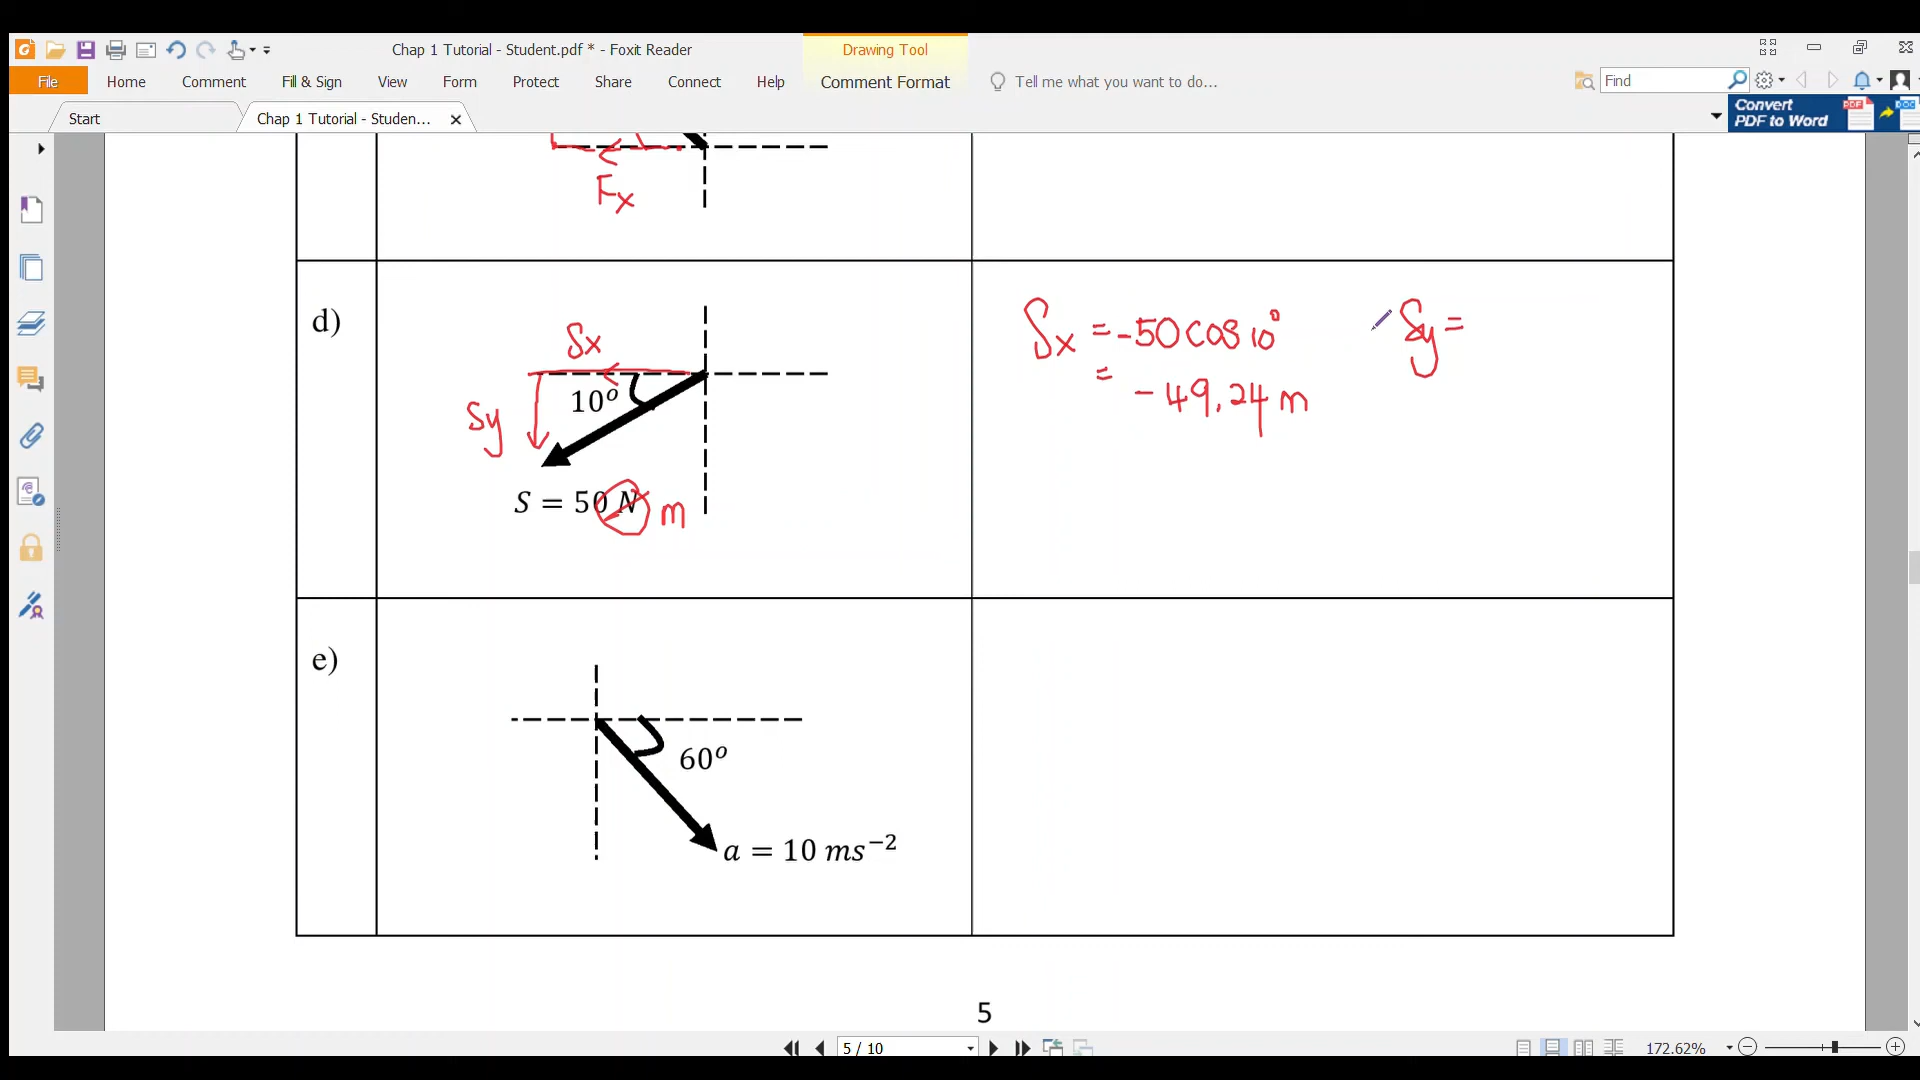 Chap 1 Tutorial - Student.pdf * - Foxit Reader
Drawing Tool
File Home Comment Fill & Sign View Form Protect Share Connect Help Comment Format Tell me what you want to do... Find
Start Chap 1 Tutorial - Studen... Convert PDF to Word PDF DOC
Fx
d)
Sx
10°
Sy
S = 50 N m
Sx = -50 cos 10°
= -49.24 m
Sy =
e)
60°
a = 10 ms⁻²
5
5 / 10 172.62%